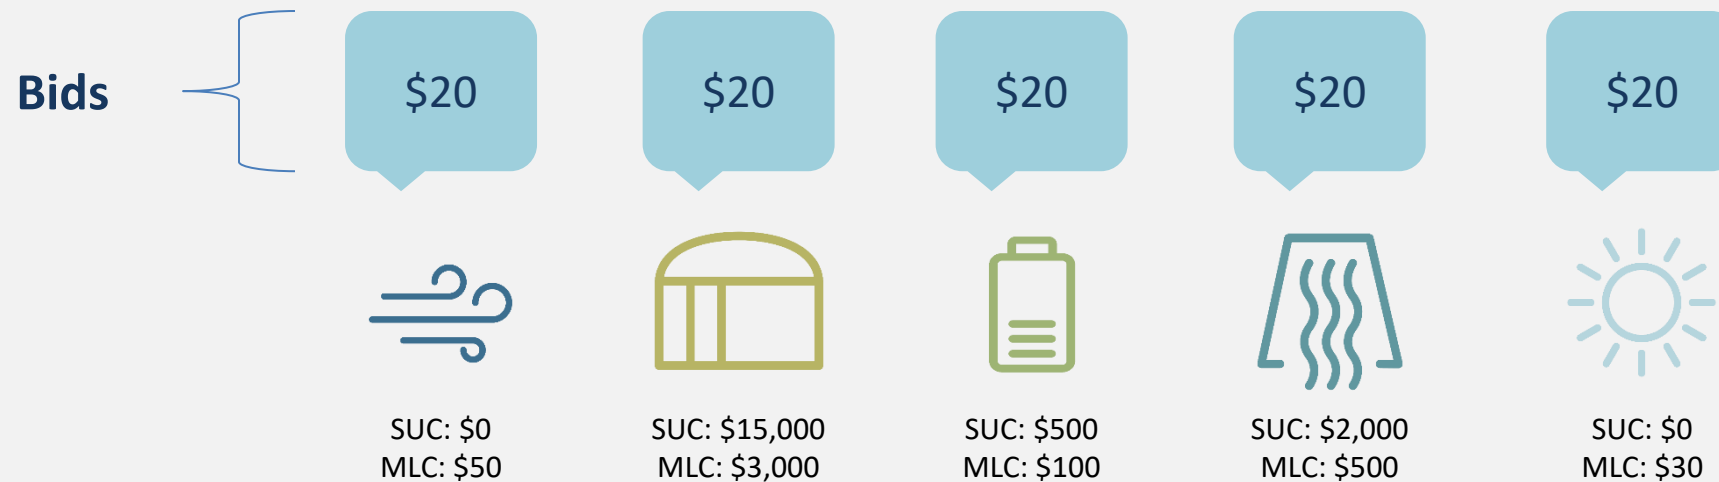 Bids
$20
$20
$20
$20
$20
SUC: $0
MLC: $50
SUC: $15,000
MLC: $3,000
SUC: $500
MLC: $100
SUC: $2,000
MLC: $500
SUC: $0
MLC: $30